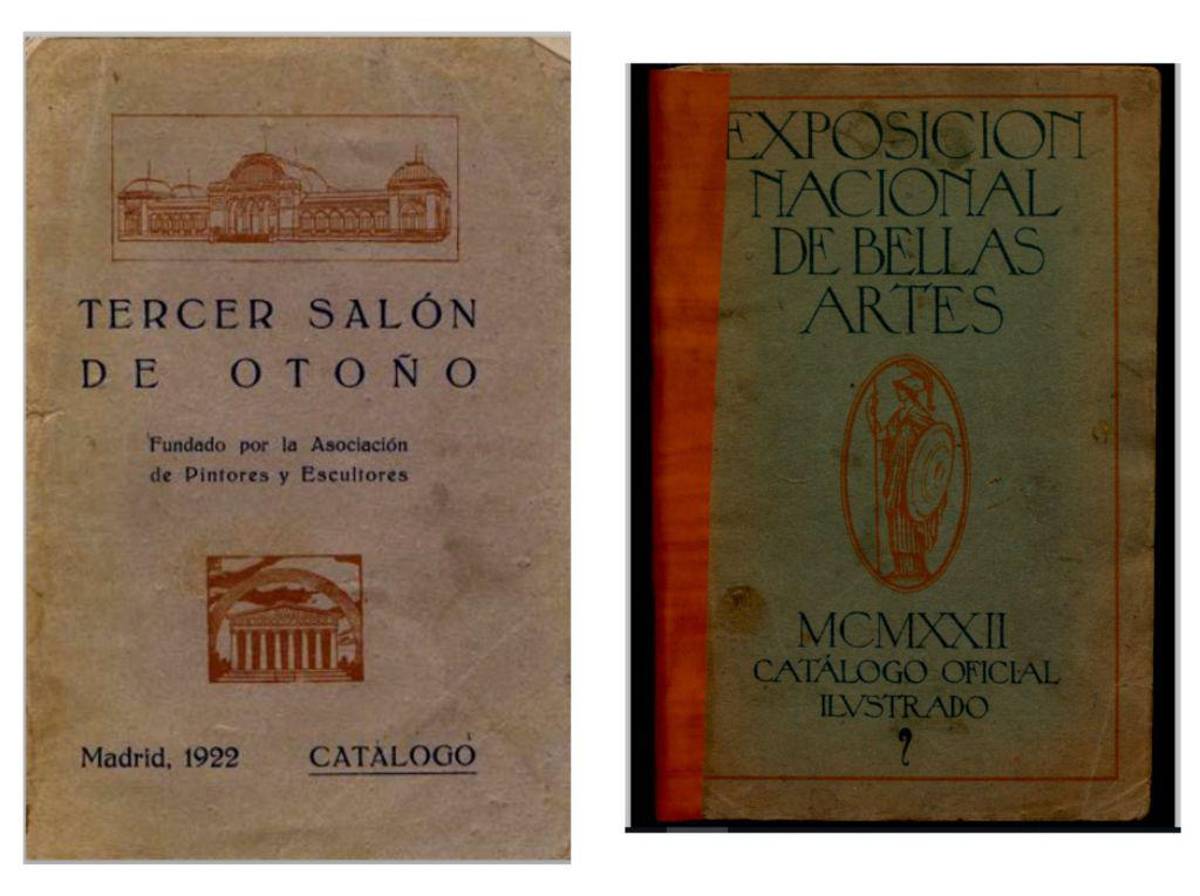 TERCER SALÓN
DE OTOÑO
Fundado por la Asociación
de Pintores y Escultores
Madrid, 1922 CATÁLOGO
EXPOSICION
NACIONAL
DE BELLAS
ARTES
MCMXXII
CATÁLOGO OFICIAL
ILVSTRADO